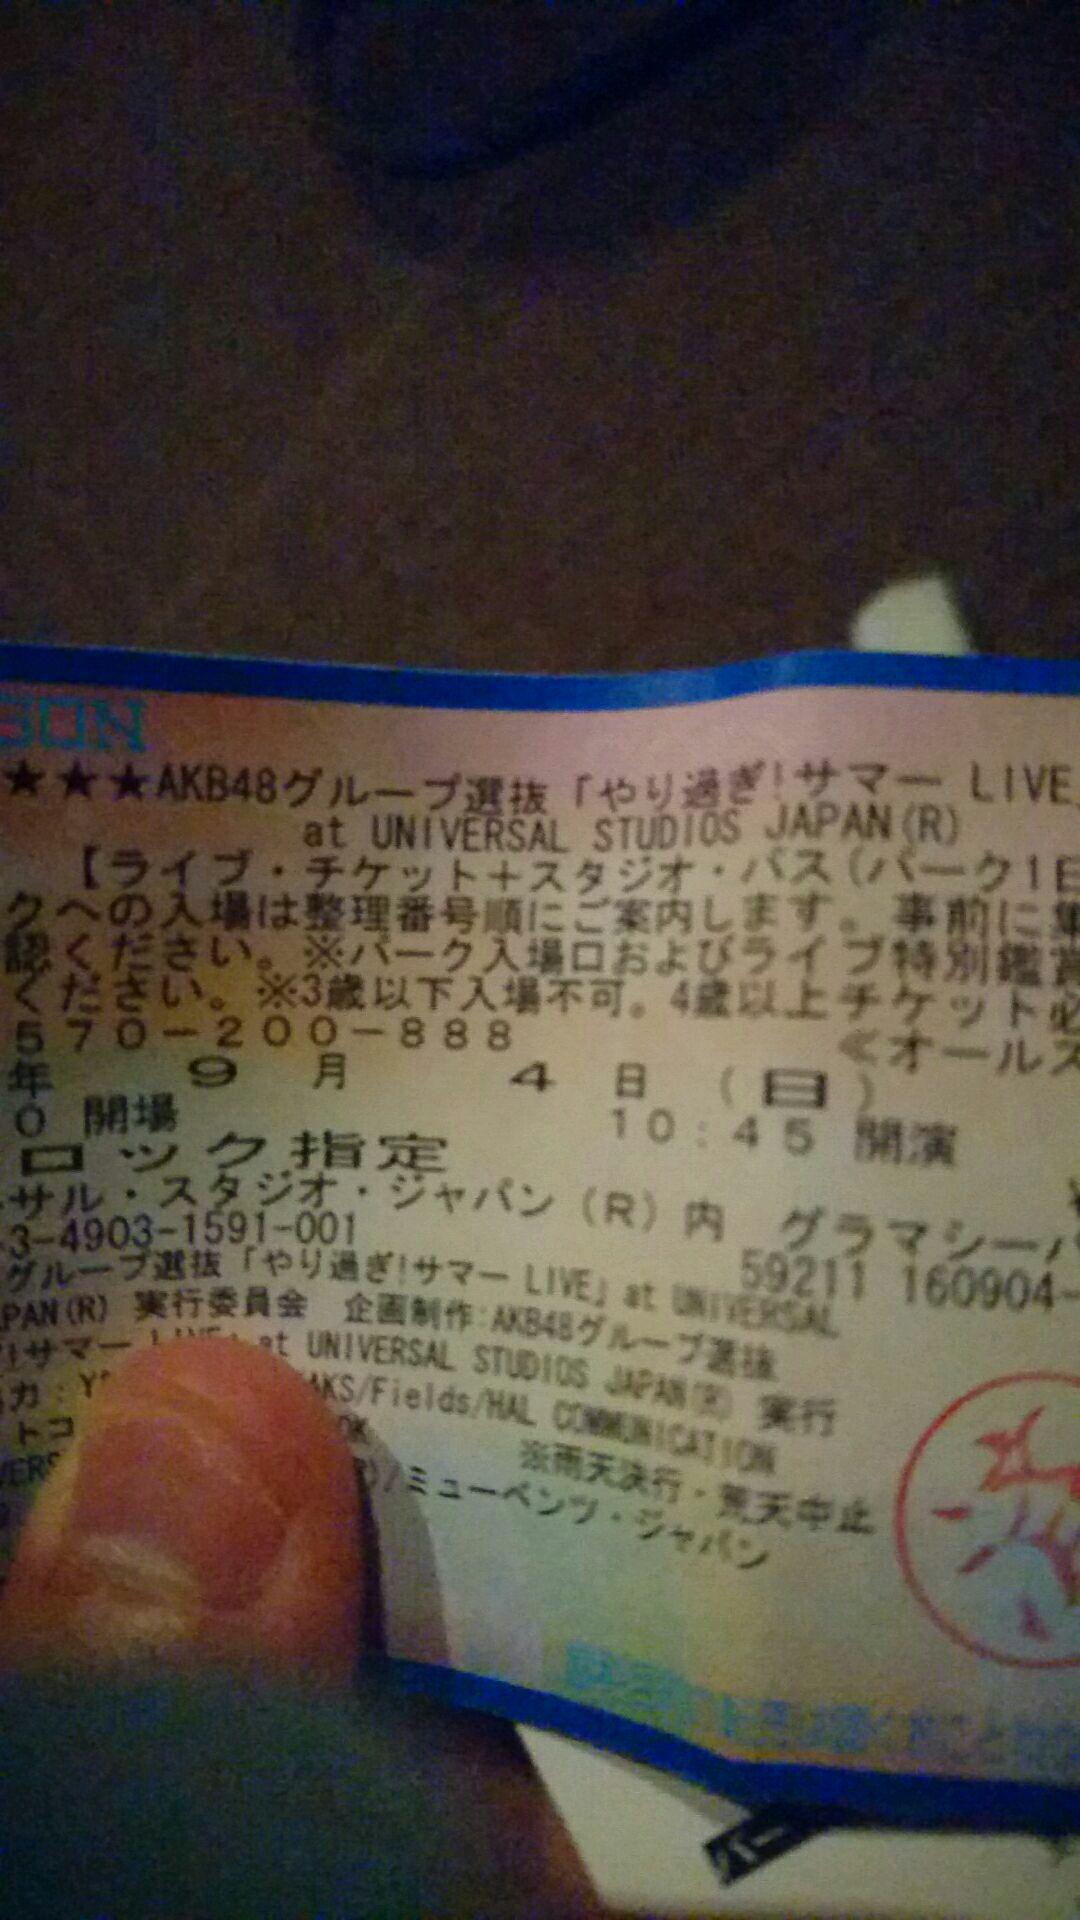 ★★★AKB48グループ選抜「やり過ぎ!サマー LIVE」
at UNIVERSAL STUDIOS JAPAN(R)
【ライブ・チケット+スタジオ・パス(パーク1日
クへの入場は整理番号順にご案内します。事前に集
認ください。※パーク入場口およびライブ特別鑑賞
ください。※3歳以下入場不可。4歳以上チケット必
570-200-888 ≪オールス
年 9月 4日(日)
0 開場 10:45 開演
ロック指定
サル・スタジオ・ジャパン(R)内 グラマシーパ
3-4903-1591-001 59211 160904-
グループ選抜「やり過ぎ!サマー LIVE」at UNIVERSAL
PAN(R) 実行委員会 企画制作:AKB48グループ選抜
!サマー LIVE」at UNIVERSAL STUDIOS JAPAN(R) 実行
力:Y AKS/Fields/HAL COMMUNICATION
トコ OK
※雨天決行・荒天中止
VERS )/ミューベンツ・ジャパン